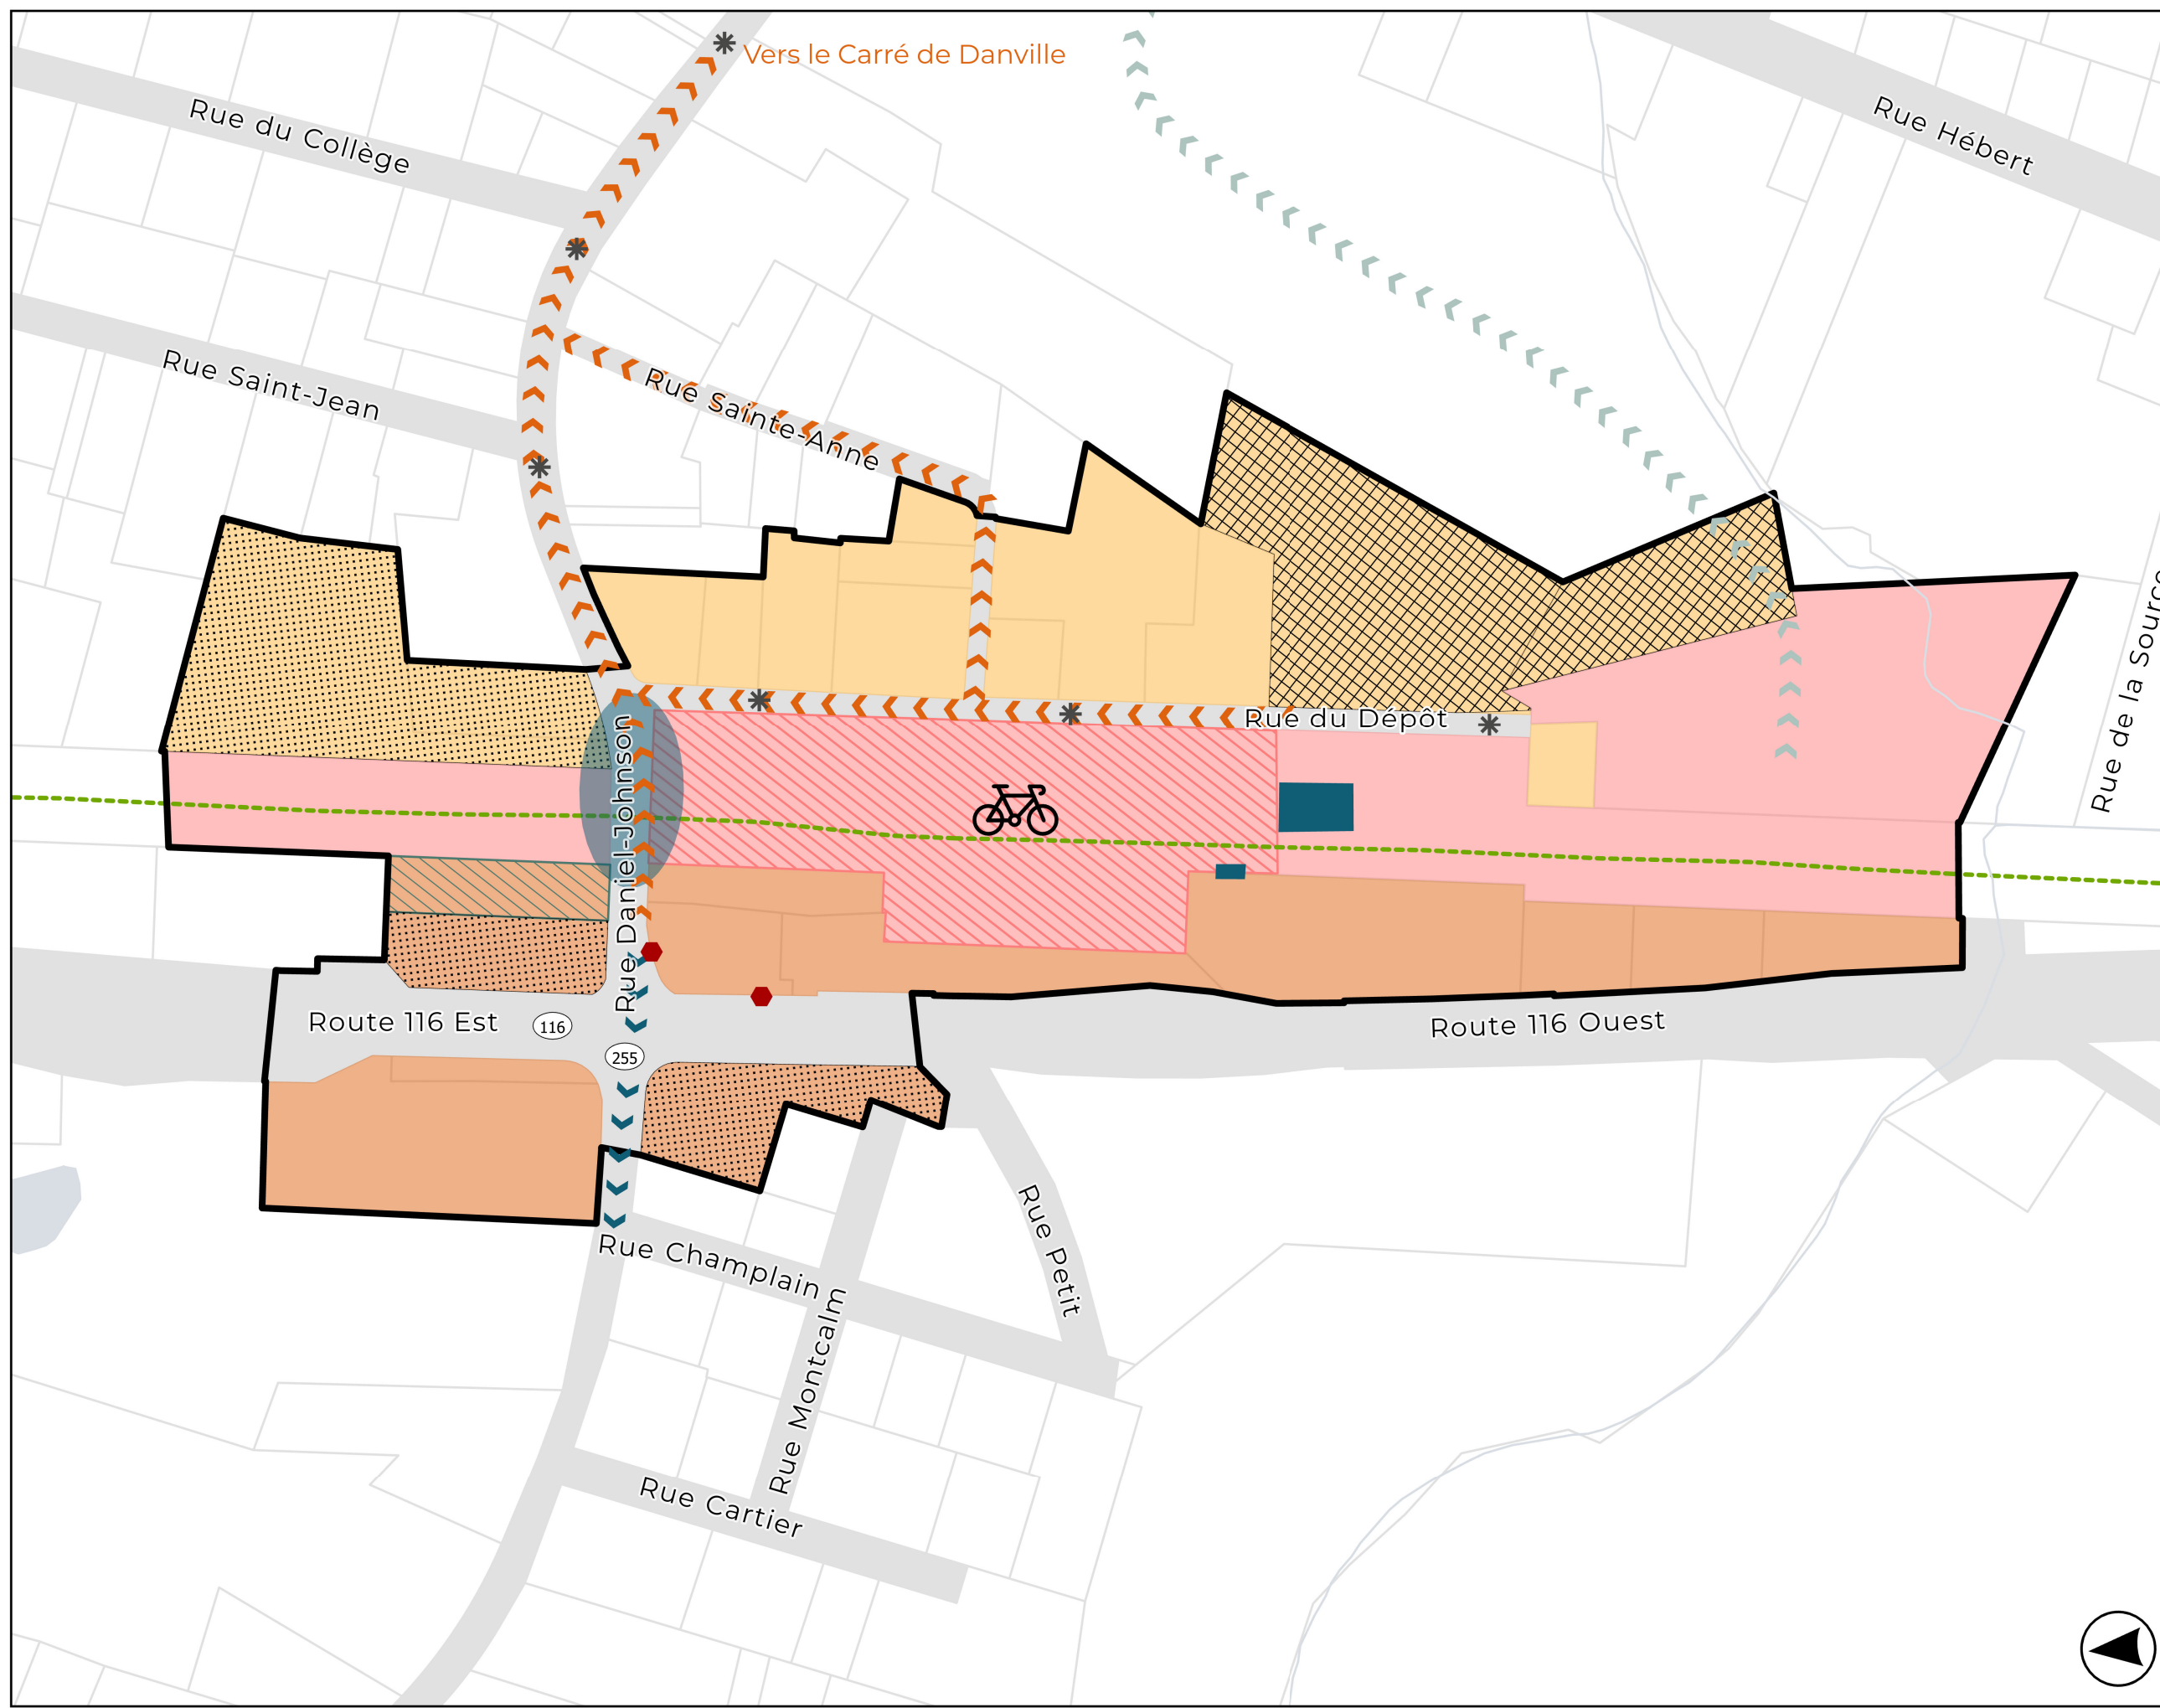 Vers le Carré de Danville
Rue du Collège
Rue Hébert
Rue Saint-Jean
Rue Sainte-Anne
Rue de la Source
Rue du Dépôt
Rue Daniel-Johnson
Route 116 Est
116
255
Route 116 Ouest
Rue Petit
Rue Champlain
Rue Montcalm
Rue Cartier